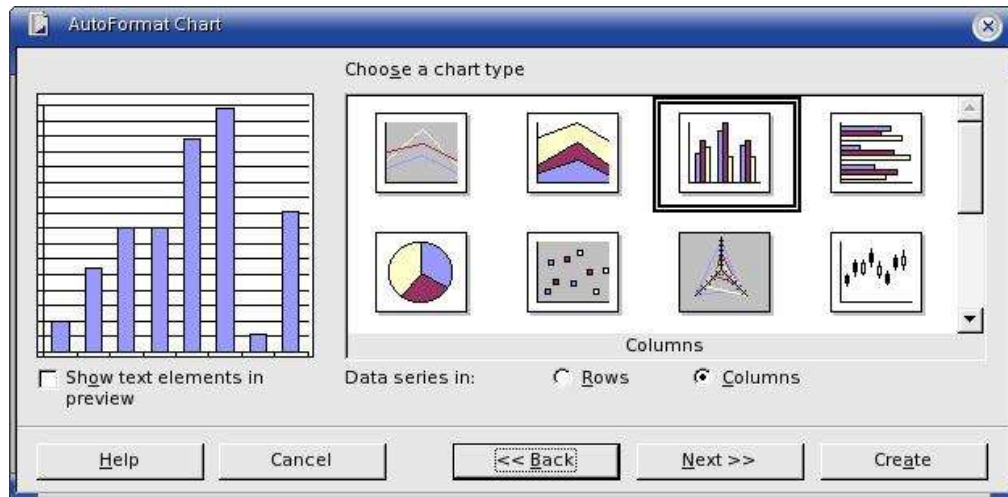 AutoFormat Chart
Choose a chart type
Columns
Show text elements in
preview
Data series in:
Rows
Columns
Help
Cancel
<< Back
Next >>
Create